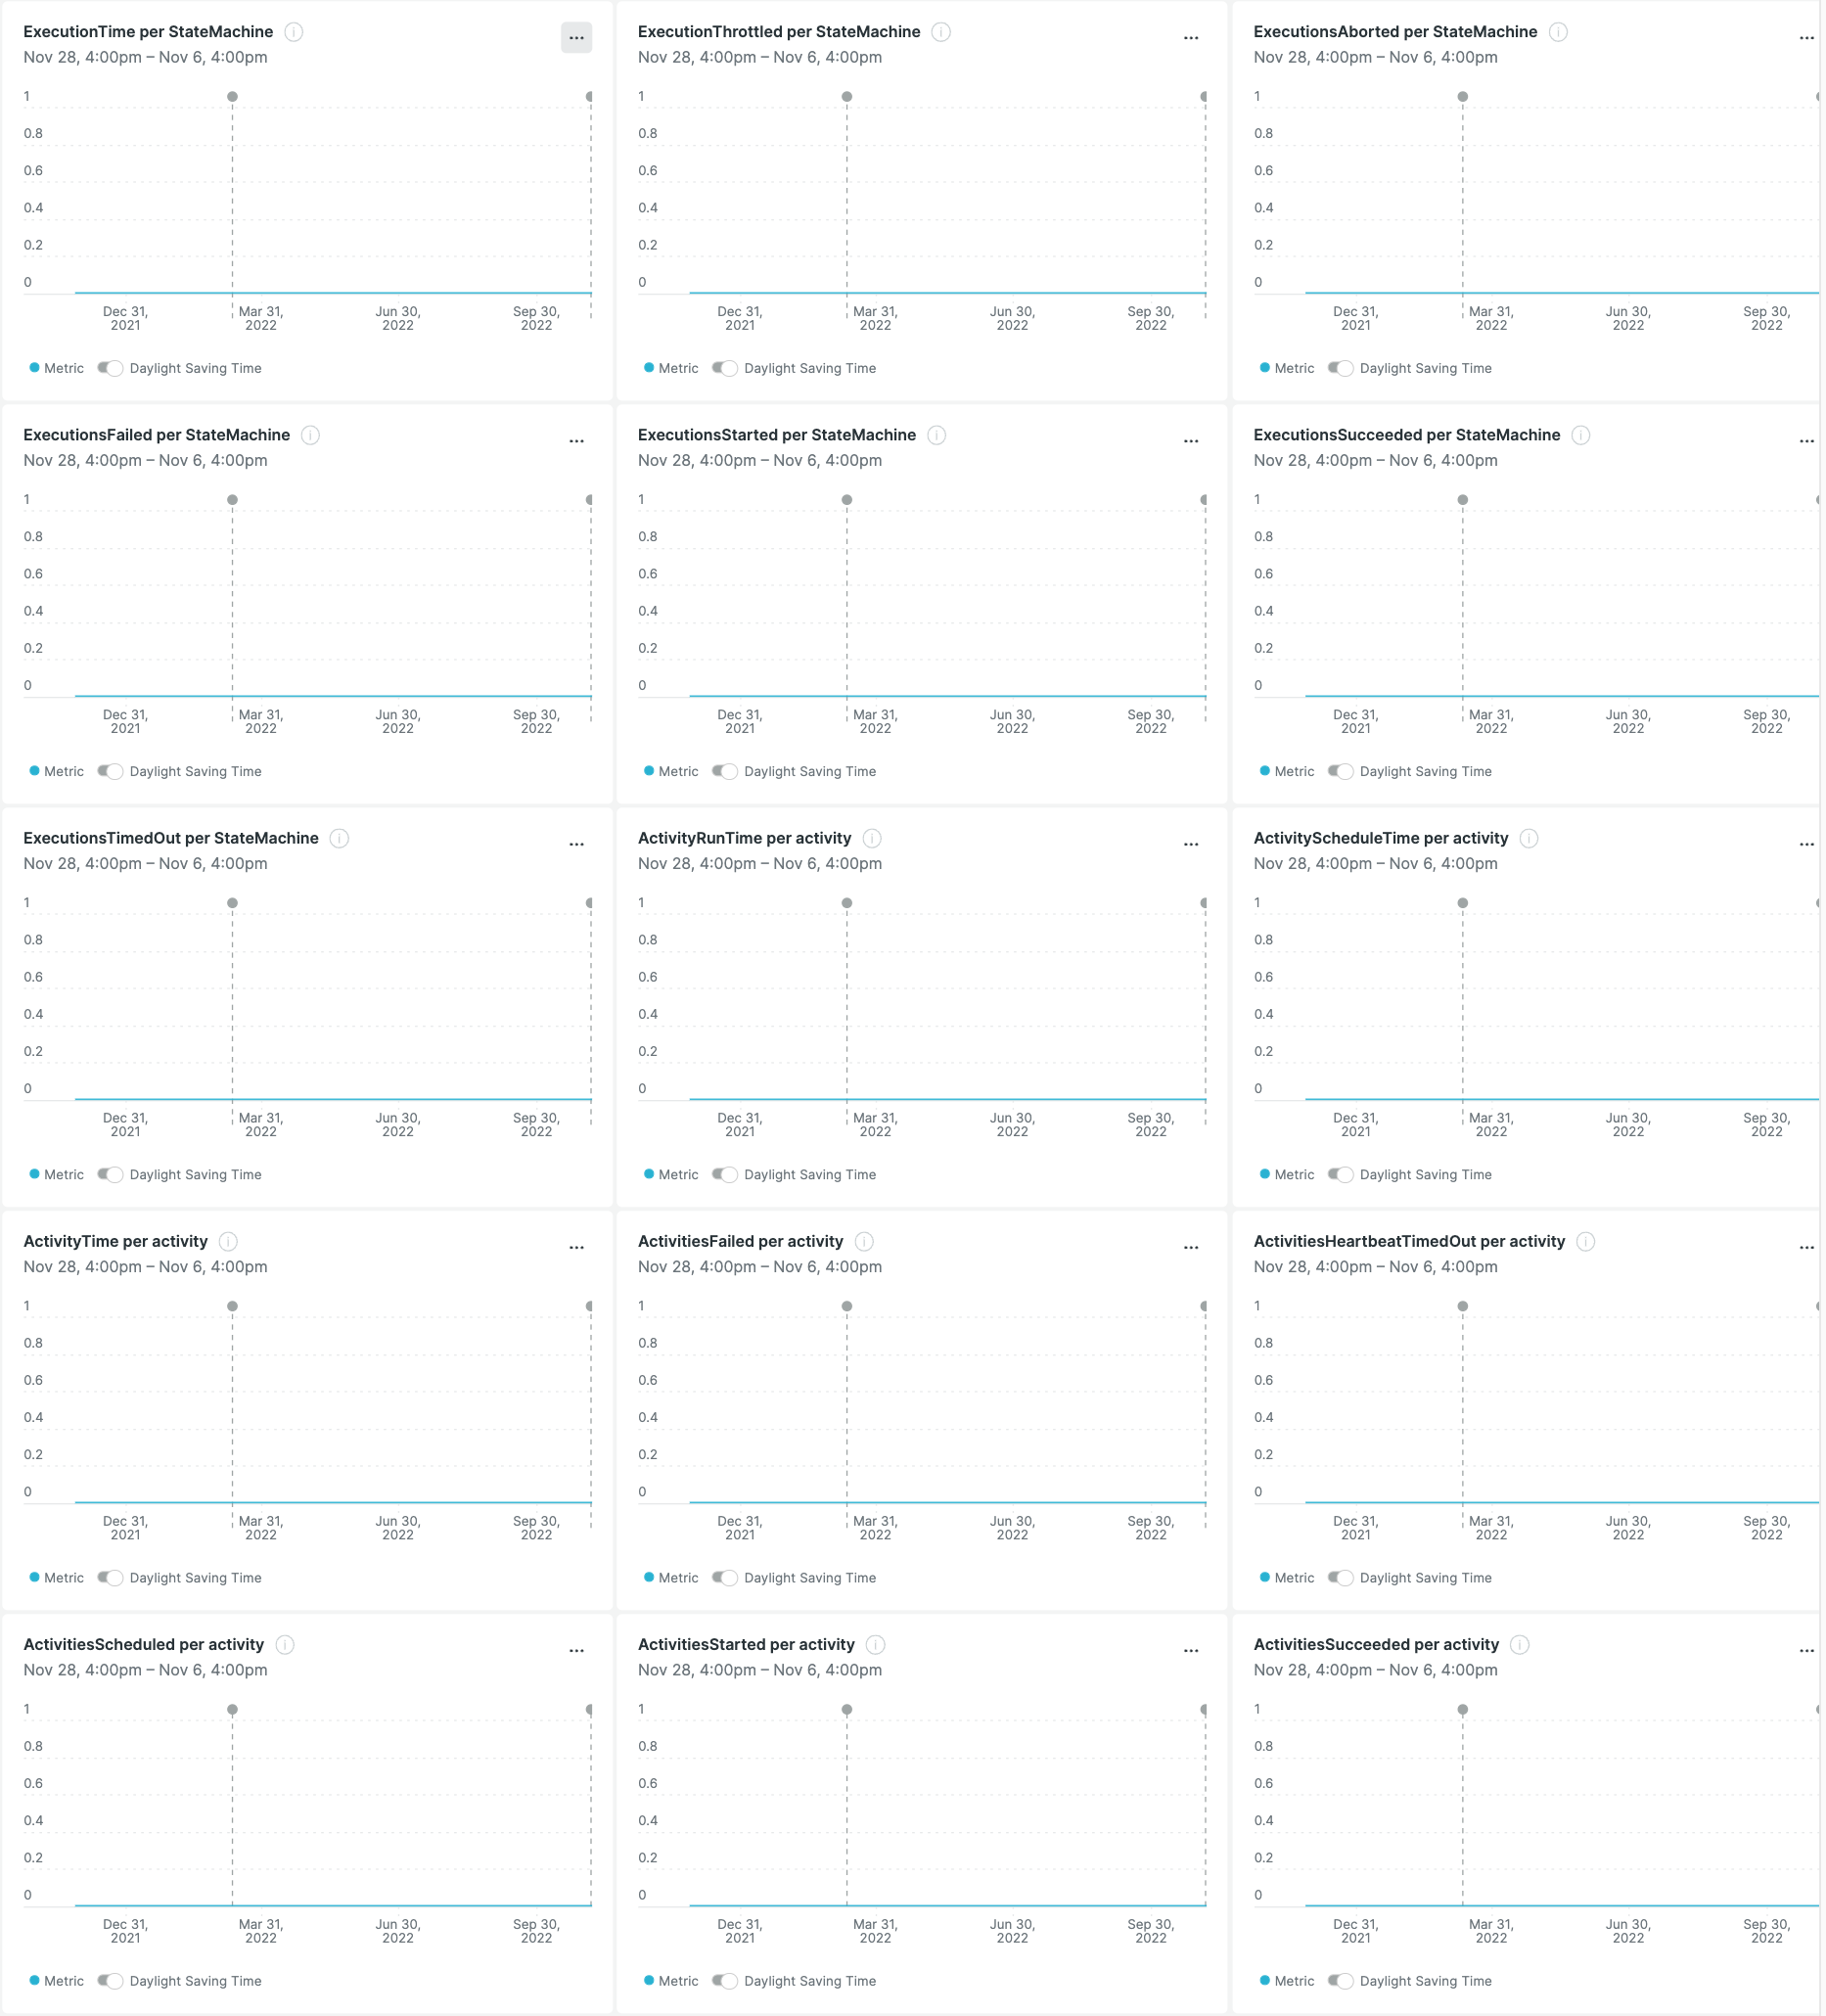 ExecutionTime per StateMachine
Nov 28, 4:00pm – Nov 6, 4:00pm
1
0.8
0.6
0.4
0.2
0
Dec 31, 2021
Mar 31, 2022
Jun 30, 2022
Sep 30, 2022
Metric Daylight Saving Time
ExecutionThrottled per StateMachine
Nov 28, 4:00pm – Nov 6, 4:00pm
1
0.8
0.6
0.4
0.2
0
Dec 31, 2021
Mar 31, 2022
Jun 30, 2022
Sep 30, 2022
Metric Daylight Saving Time
ExecutionsAborted per StateMachine
Nov 28, 4:00pm – Nov 6, 4:00pm
1
0.8
0.6
0.4
0.2
0
Dec 31, 2021
Mar 31, 2022
Jun 30, 2022
Sep 30, 2022
Metric Daylight Saving Time
ExecutionsFailed per StateMachine
Nov 28, 4:00pm – Nov 6, 4:00pm
1
0.8
0.6
0.4
0.2
0
Dec 31, 2021
Mar 31, 2022
Jun 30, 2022
Sep 30, 2022
Metric Daylight Saving Time
ExecutionsStarted per StateMachine
Nov 28, 4:00pm – Nov 6, 4:00pm
1
0.8
0.6
0.4
0.2
0
Dec 31, 2021
Mar 31, 2022
Jun 30, 2022
Sep 30, 2022
Metric Daylight Saving Time
ExecutionsSucceeded per StateMachine
Nov 28, 4:00pm – Nov 6, 4:00pm
1
0.8
0.6
0.4
0.2
0
Dec 31, 2021
Mar 31, 2022
Jun 30, 2022
Sep 30, 2022
Metric Daylight Saving Time
ExecutionsTimedOut per StateMachine
Nov 28, 4:00pm – Nov 6, 4:00pm
1
0.8
0.6
0.4
0.2
0
Dec 31, 2021
Mar 31, 2022
Jun 30, 2022
Sep 30, 2022
Metric Daylight Saving Time
ActivityRunTime per activity
Nov 28, 4:00pm – Nov 6, 4:00pm
1
0.8
0.6
0.4
0.2
0
Dec 31, 2021
Mar 31, 2022
Jun 30, 2022
Sep 30, 2022
Metric Daylight Saving Time
ActivityScheduleTime per activity
Nov 28, 4:00pm – Nov 6, 4:00pm
1
0.8
0.6
0.4
0.2
0
Dec 31, 2021
Mar 31, 2022
Jun 30, 2022
Sep 30, 2022
Metric Daylight Saving Time
ActivityTime per activity
Nov 28, 4:00pm – Nov 6, 4:00pm
1
0.8
0.6
0.4
0.2
0
Dec 31, 2021
Mar 31, 2022
Jun 30, 2022
Sep 30, 2022
Metric Daylight Saving Time
ActivitiesFailed per activity
Nov 28, 4:00pm – Nov 6, 4:00pm
1
0.8
0.6
0.4
0.2
0
Dec 31, 2021
Mar 31, 2022
Jun 30, 2022
Sep 30, 2022
Metric Daylight Saving Time
ActivitiesHeartbeatTimedOut per activity
Nov 28, 4:00pm – Nov 6, 4:00pm
1
0.8
0.6
0.4
0.2
0
Dec 31, 2021
Mar 31, 2022
Jun 30, 2022
Sep 30, 2022
Metric Daylight Saving Time
ActivitiesScheduled per activity
Nov 28, 4:00pm – Nov 6, 4:00pm
1
0.8
0.6
0.4
0.2
0
Dec 31, 2021
Mar 31, 2022
Jun 30, 2022
Sep 30, 2022
Metric Daylight Saving Time
ActivitiesStarted per activity
Nov 28, 4:00pm – Nov 6, 4:00pm
1
0.8
0.6
0.4
0.2
0
Dec 31, 2021
Mar 31, 2022
Jun 30, 2022
Sep 30, 2022
Metric Daylight Saving Time
ActivitiesSucceeded per activity
Nov 28, 4:00pm – Nov 6, 4:00pm
1
0.8
0.6
0.4
0.2
0
Dec 31, 2021
Mar 31, 2022
Jun 30, 2022
Sep 30, 2022
Metric Daylight Saving Time